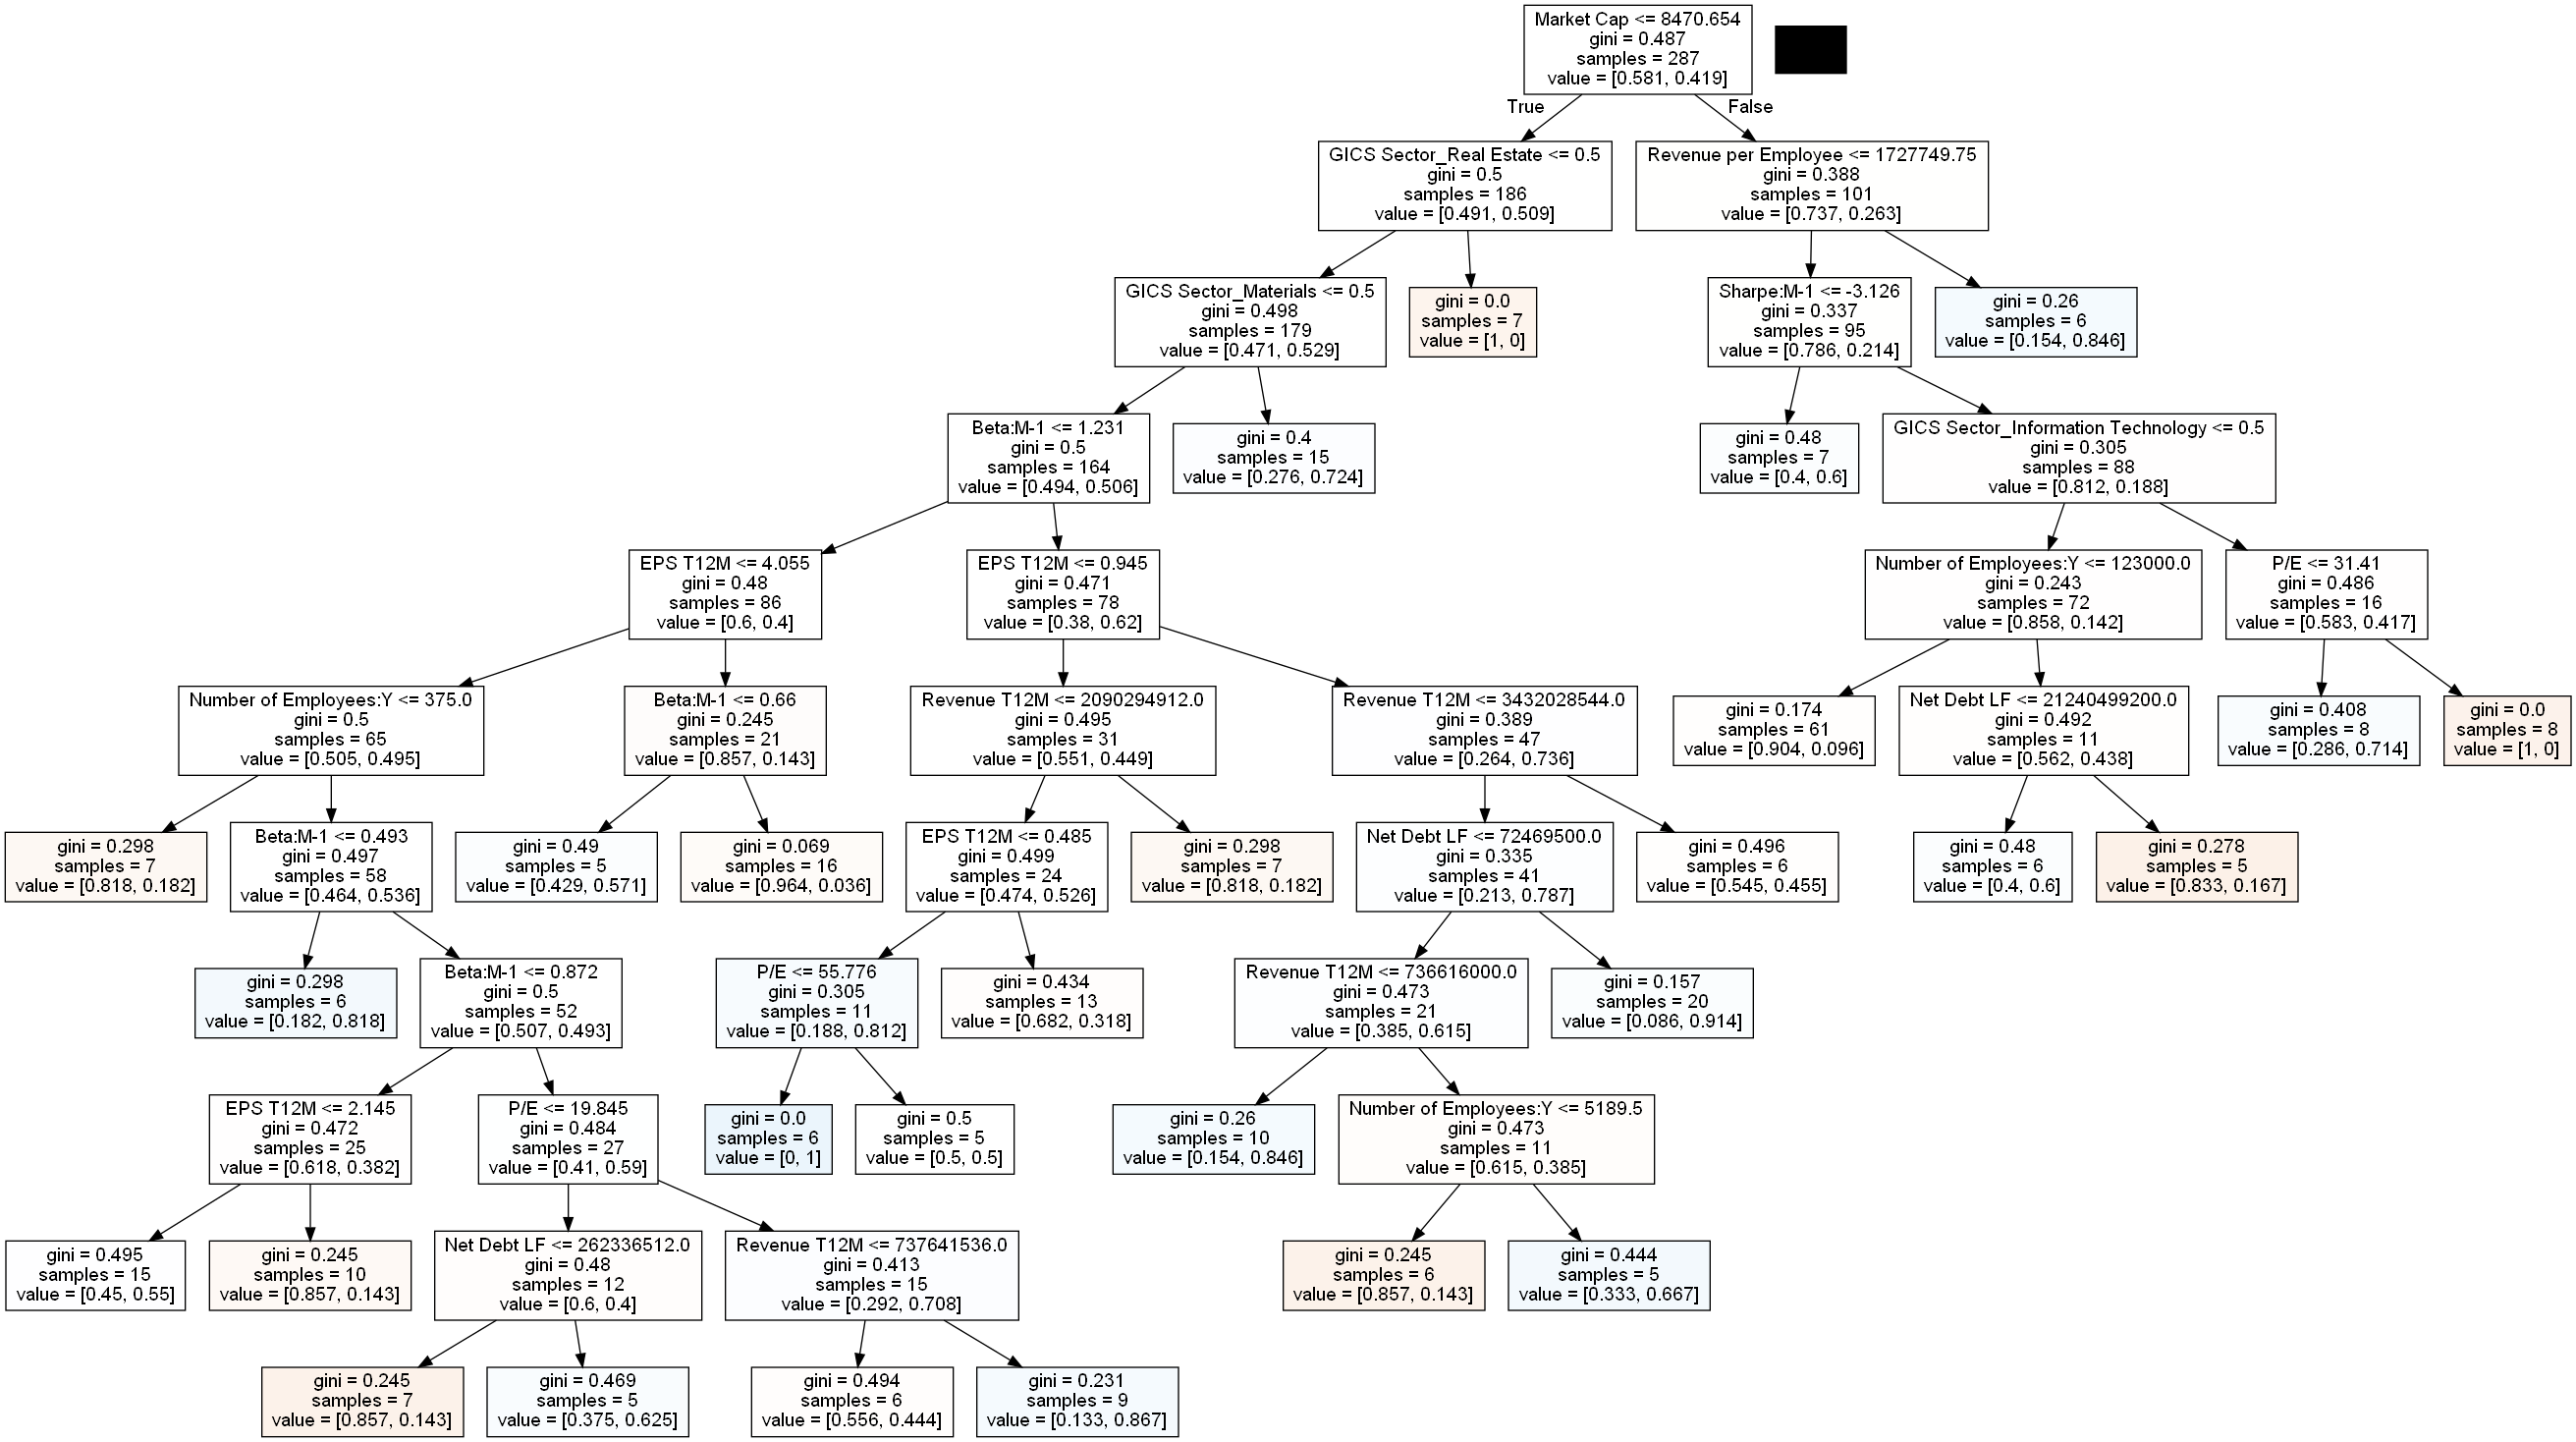 Market Cap <= 8470.654
gini = 0.487
samples = 287
value = [0.581, 0.419]
True
False
GICS Sector_Real Estate <= 0.5
gini = 0.5
samples = 186
value = [0.491, 0.509]
Revenue per Employee <= 1727749.75
gini = 0.388
samples = 101
value = [0.737, 0.263]
GICS Sector_Materials <= 0.5
gini = 0.498
samples = 179
value = [0.471, 0.529]
gini = 0.0
samples = 7
value = [1, 0]
Sharpe:M-1 <= -3.126
gini = 0.337
samples = 95
value = [0.786, 0.214]
gini = 0.26
samples = 6
value = [0.154, 0.846]
Beta:M-1 <= 1.231
gini = 0.5
samples = 164
value = [0.494, 0.506]
gini = 0.4
samples = 15
value = [0.276, 0.724]
gini = 0.48
samples = 7
value = [0.4, 0.6]
GICS Sector_Information Technology <= 0.5
gini = 0.305
samples = 88
value = [0.812, 0.188]
EPS T12M <= 4.055
gini = 0.48
samples = 86
value = [0.6, 0.4]
EPS T12M <= 0.945
gini = 0.471
samples = 78
value = [0.38, 0.62]
Number of Employees:Y <= 123000.0
gini = 0.243
samples = 72
value = [0.858, 0.142]
P/E <= 31.41
gini = 0.486
samples = 16
value = [0.583, 0.417]
Number of Employees:Y <= 375.0
gini = 0.5
samples = 65
value = [0.505, 0.495]
Beta:M-1 <= 0.66
gini = 0.245
samples = 21
value = [0.857, 0.143]
Revenue T12M <= 2090294912.0
gini = 0.495
samples = 31
value = [0.551, 0.449]
Revenue T12M <= 3432028544.0
gini = 0.389
samples = 47
value = [0.264, 0.736]
gini = 0.174
samples = 61
value = [0.904, 0.096]
Net Debt LF <= 21240499200.0
gini = 0.492
samples = 11
value = [0.562, 0.438]
gini = 0.408
samples = 8
value = [0.286, 0.714]
gini = 0.0
samples = 8
value = [1, 0]
gini = 0.298
samples = 7
value = [0.818, 0.182]
Beta:M-1 <= 0.493
gini = 0.497
samples = 58
value = [0.464, 0.536]
gini = 0.49
samples = 5
value = [0.429, 0.571]
gini = 0.069
samples = 16
value = [0.964, 0.036]
EPS T12M <= 0.485
gini = 0.499
samples = 24
value = [0.474, 0.526]
gini = 0.298
samples = 7
value = [0.818, 0.182]
Net Debt LF <= 72469500.0
gini = 0.335
samples = 41
value = [0.213, 0.787]
gini = 0.496
samples = 6
value = [0.545, 0.455]
gini = 0.48
samples = 6
value = [0.4, 0.6]
gini = 0.278
samples = 5
value = [0.833, 0.167]
gini = 0.298
samples = 6
value = [0.182, 0.818]
Beta:M-1 <= 0.872
gini = 0.5
samples = 52
value = [0.507, 0.493]
P/E <= 55.776
gini = 0.305
samples = 11
value = [0.188, 0.812]
gini = 0.434
samples = 13
value = [0.682, 0.318]
Revenue T12M <= 736616000.0
gini = 0.473
samples = 21
value = [0.385, 0.615]
gini = 0.157
samples = 20
value = [0.086, 0.914]
EPS T12M <= 2.145
gini = 0.472
samples = 25
value = [0.618, 0.382]
P/E <= 19.845
gini = 0.484
samples = 27
value = [0.41, 0.59]
gini = 0.0
samples = 6
value = [0, 1]
gini = 0.5
samples = 5
value = [0.5, 0.5]
gini = 0.26
samples = 10
value = [0.154, 0.846]
Number of Employees:Y <= 5189.5
gini = 0.473
samples = 11
value = [0.615, 0.385]
gini = 0.495
samples = 15
value = [0.45, 0.55]
gini = 0.245
samples = 10
value = [0.857, 0.143]
Net Debt LF <= 262336512.0
gini = 0.48
samples = 12
value = [0.6, 0.4]
Revenue T12M <= 737641536.0
gini = 0.413
samples = 15
value = [0.292, 0.708]
gini = 0.245
samples = 6
value = [0.857, 0.143]
gini = 0.444
samples = 5
value = [0.333, 0.667]
gini = 0.245
samples = 7
value = [0.857, 0.143]
gini = 0.469
samples = 5
value = [0.375, 0.625]
gini = 0.494
samples = 6
value = [0.556, 0.444]
gini = 0.231
samples = 9
value = [0.133, 0.867]